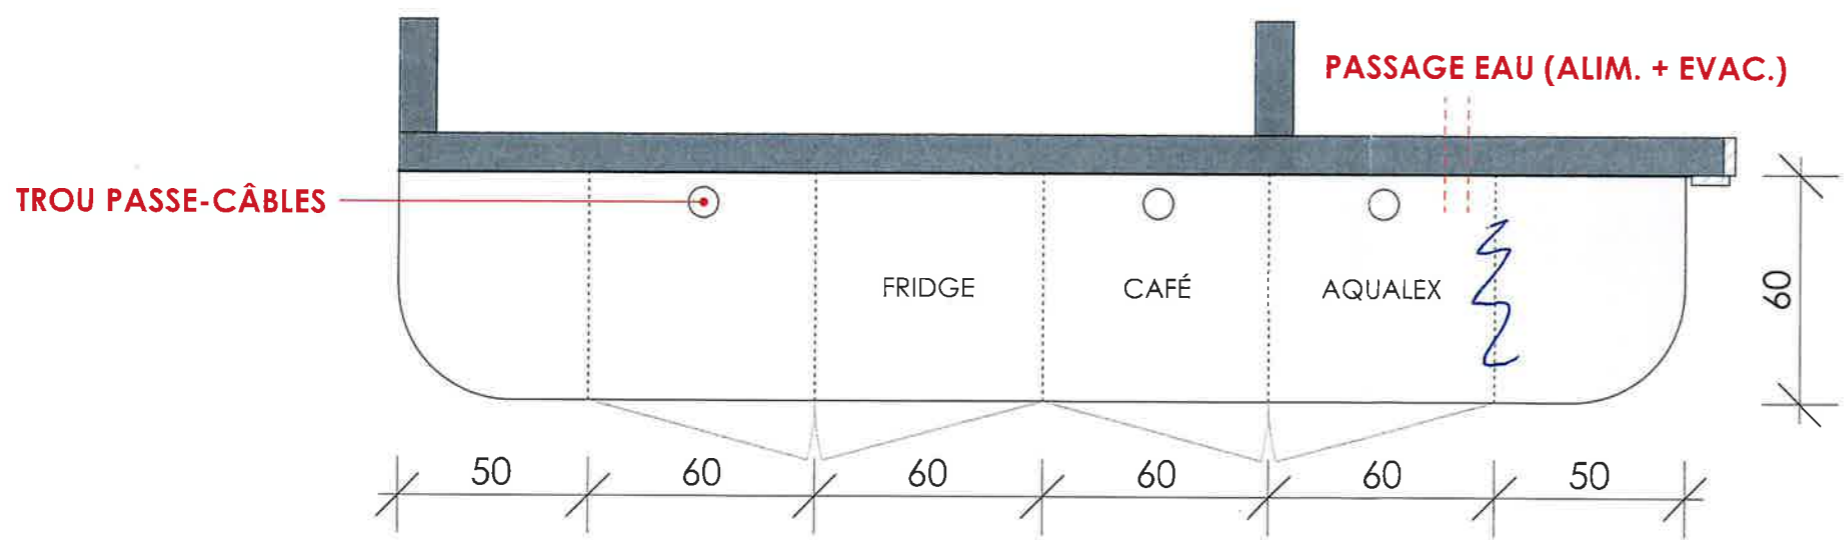 PASSAGE EAU (ALIM. + EVAC.)
TROU PASSE-CÂBLES
FRIDGE
CAFÉ
AQUALEX
60
50
60
60
60
60
50